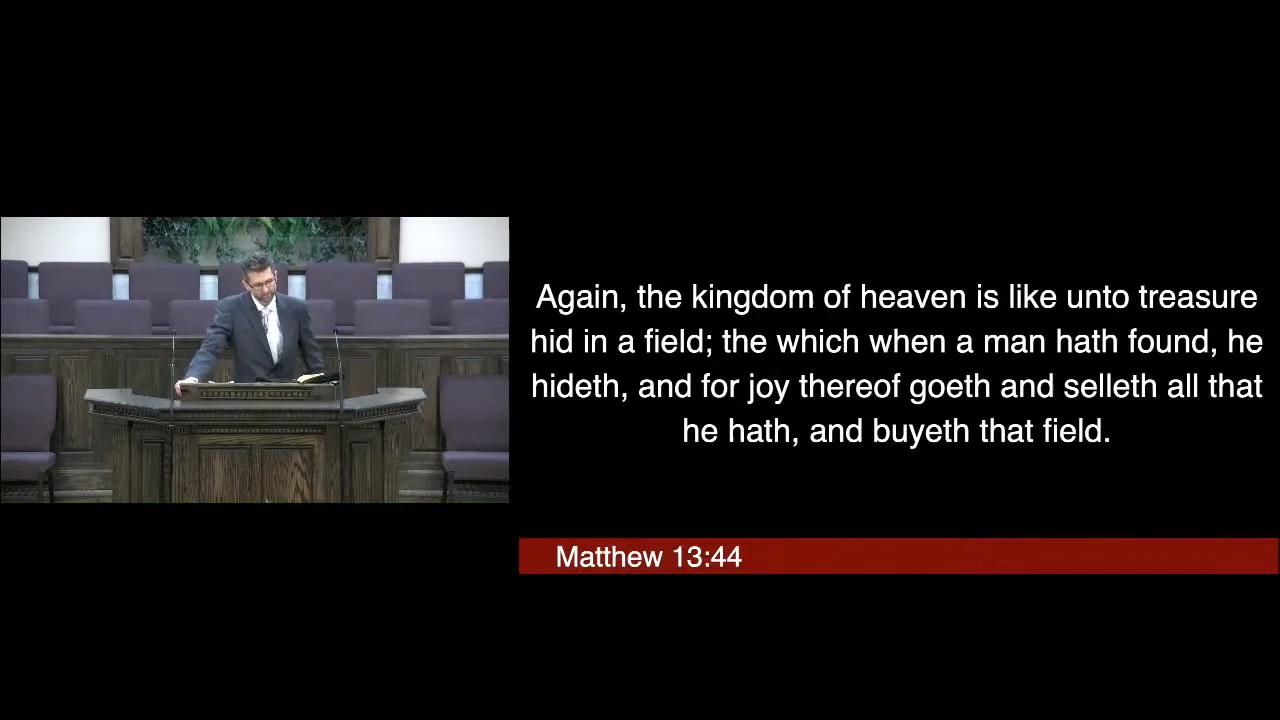 Again, the kingdom of heaven is like unto treasure
hid in a field; the which when a man hath found, he
hideth, and for joy thereof goeth and selleth all that
he hath, and buyeth that field.
Matthew 13:44